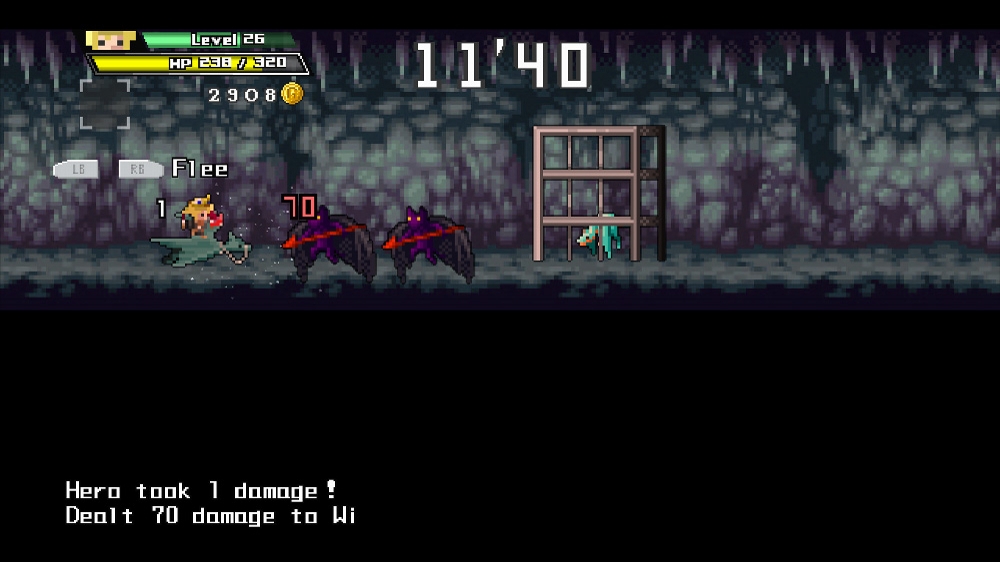 Level 26
HP 238 / 320
11'40
2908
LB RB Flee
1
70
Hero took 1 damage!
Dealt 70 damage to Wi